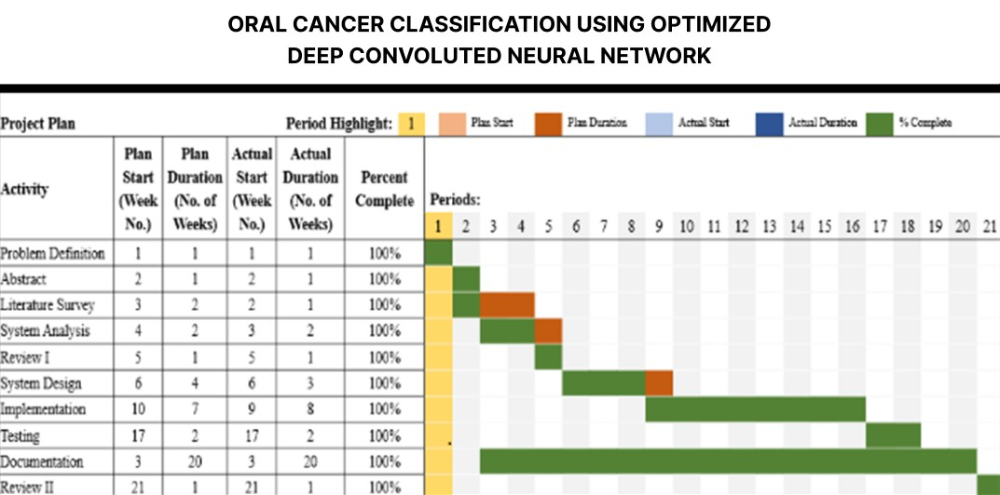 ORAL CANCER CLASSIFICATION USING OPTIMIZED
DEEP CONVOLUTED NEURAL NETWORK
Project Plan Period Highlight: 1 Plan Start Plan Duration Actual Start Actual Duration % Complete
Activity Plan Start (Week No.) Plan Duration (No. of Weeks) Actual Start (Week No.) Actual Duration (No. of Weeks) Percent Complete Periods:
1 2 3 4 5 6 7 8 9 10 11 12 13 14 15 16 17 18 19 20 21
Problem Definition 1 1 1 1 100%
Abstract 2 1 2 1 100%
Literature Survey 3 2 2 1 100%
System Analysis 4 2 3 2 100%
Review I 5 1 5 1 100%
System Design 6 4 6 3 100%
Implementation 10 7 9 8 100%
Testing 17 2 17 2 100%
Documentation 3 20 3 20 100%
Review II 21 1 21 1 100%